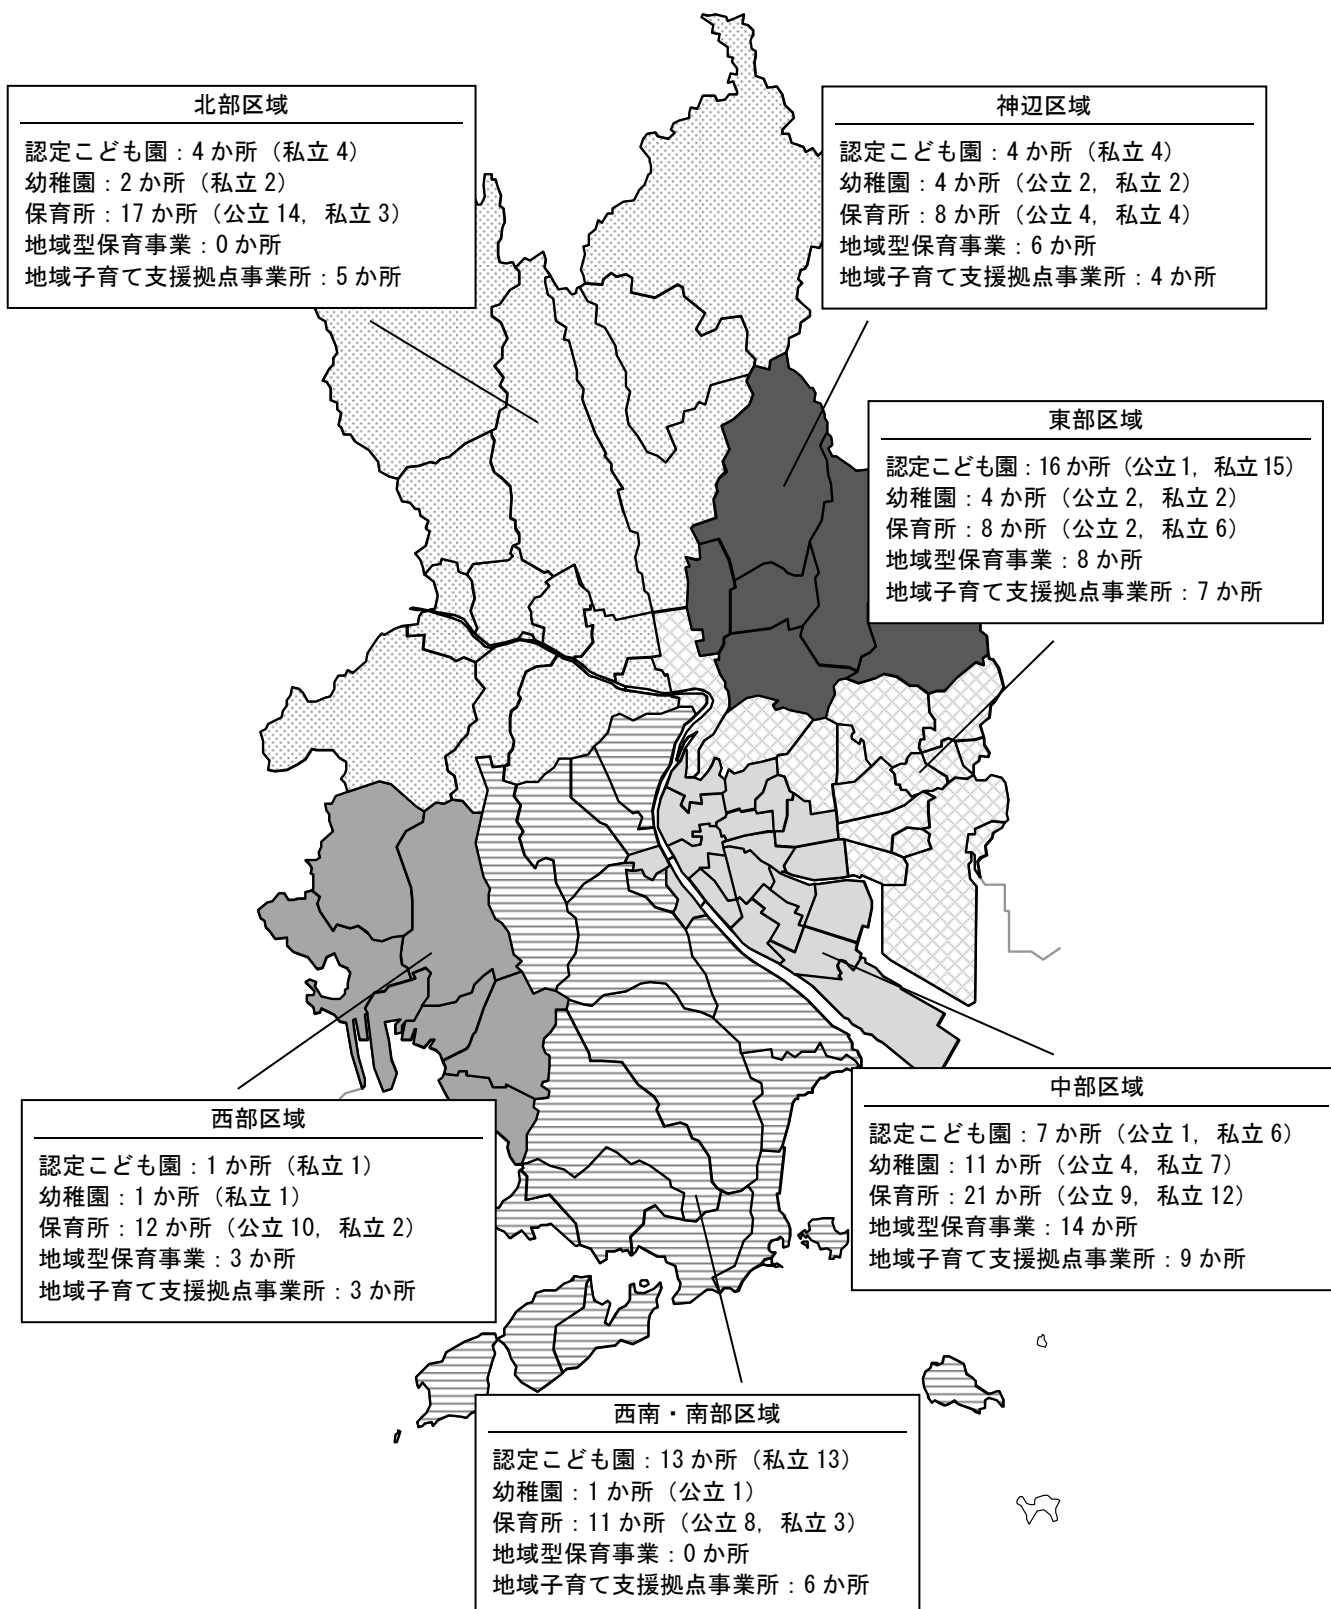 北部区域
認定こども園：4か所（私立4）
幼稚園：2か所（私立2）
保育所：17か所（公立14，私立3）
地域型保育事業：0か所
地域子育て支援拠点事業所：5か所
神辺区域
認定こども園：4か所（私立4）
幼稚園：4か所（公立2，私立2）
保育所：8か所（公立4，私立4）
地域型保育事業：6か所
地域子育て支援拠点事業所：4か所
東部区域
認定こども園：16か所（公立1，私立15）
幼稚園：4か所（公立2，私立2）
保育所：8か所（公立2，私立6）
地域型保育事業：8か所
地域子育て支援拠点事業所：7か所
西部区域
認定こども園：1か所（私立1）
幼稚園：1か所（私立1）
保育所：12か所（公立10，私立2）
地域型保育事業：3か所
地域子育て支援拠点事業所：3か所
中部区域
認定こども園：7か所（公立1，私立6）
幼稚園：11か所（公立4，私立7）
保育所：21か所（公立9，私立12）
地域型保育事業：14か所
地域子育て支援拠点事業所：9か所
西南・南部区域
認定こども園：13か所（私立13）
幼稚園：1か所（公立1）
保育所：11か所（公立8，私立3）
地域型保育事業：0か所
地域子育て支援拠点事業所：6か所